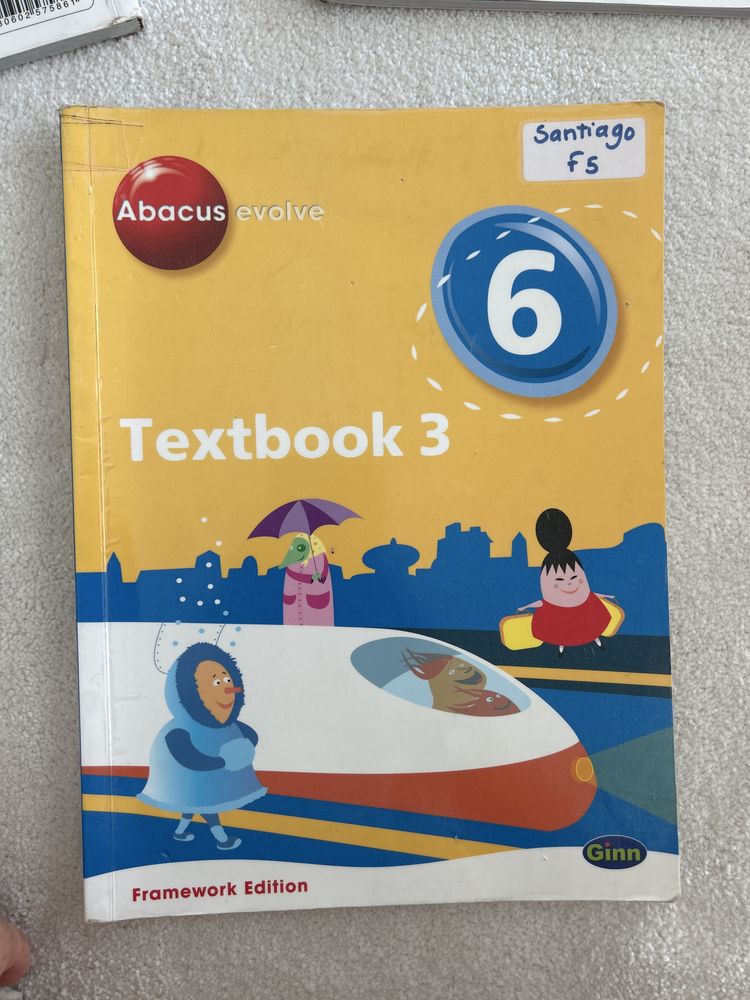 Santiago
F5
Abacus evolve
6
Textbook 3
Ginn
Framework Edition